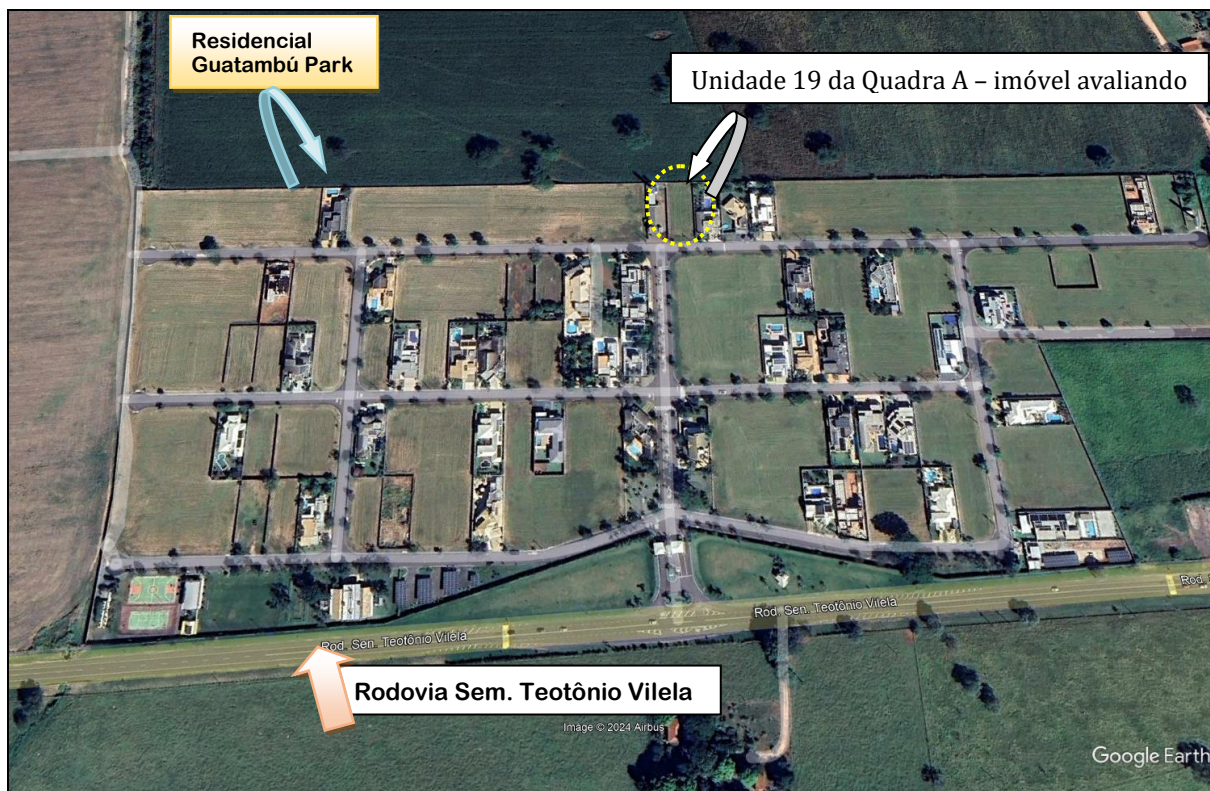 Residencial
Guatambú Park
Unidade 19 da Quadra A – imóvel avaliando
Rod. Sen. Teotônio Vilela
Rod.
Rod. Sen. Teotônio Vilela
Rodovia Sem. Teotônio Vilela
Image © 2024 Airbus
Google Earth